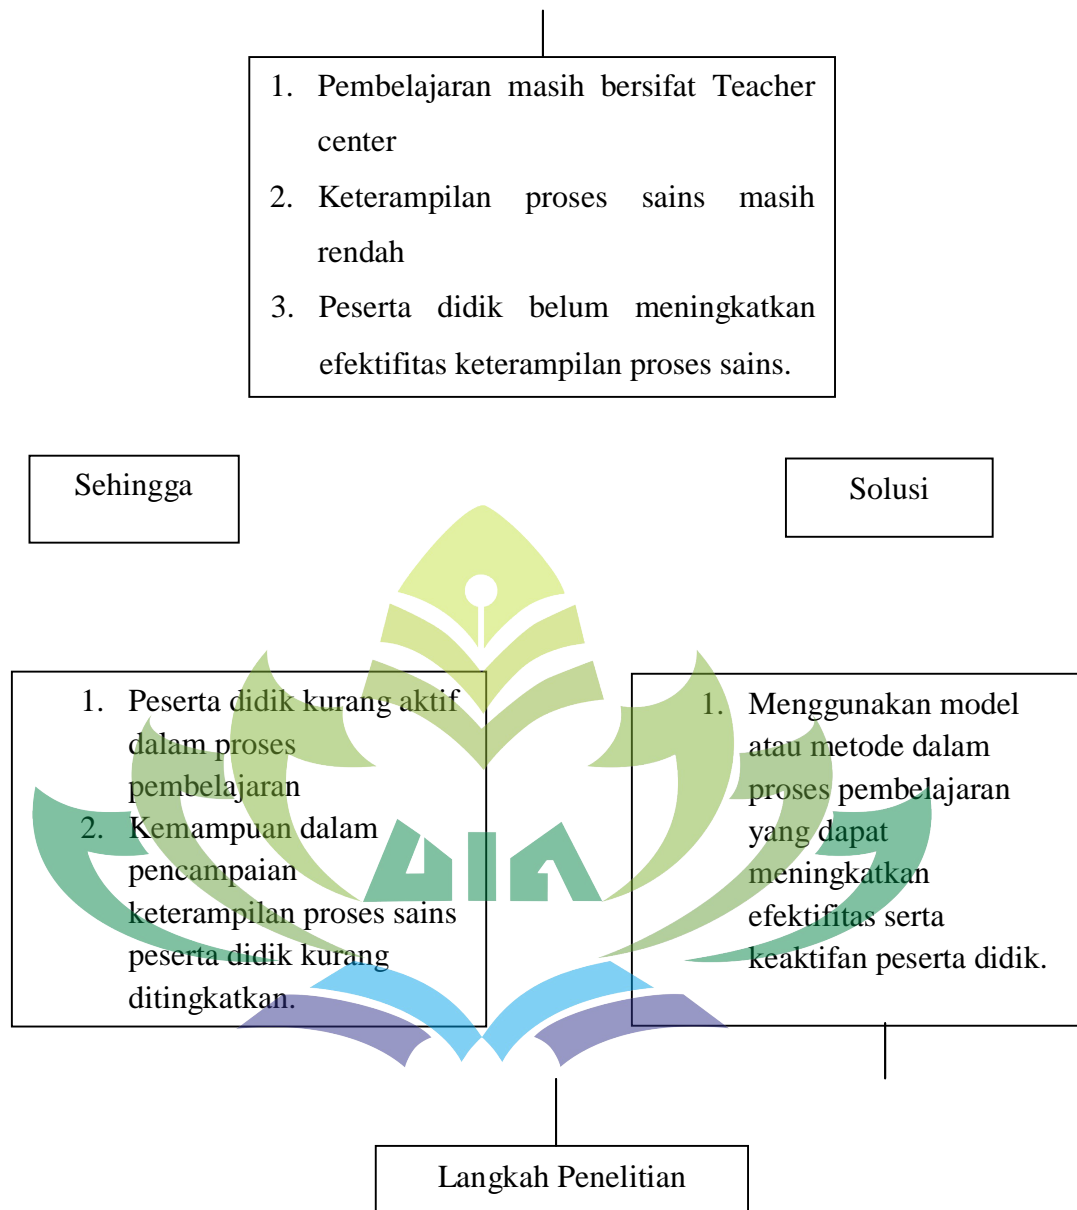 1. Pembelajaran masih bersifat Teacher
center
2. Keterampilan proses sains masih
rendah
3. Peserta didik belum meningkatkan
efektifitas keterampilan proses sains.
Sehingga
Solusi
1. Peserta didik kurang aktif
dalam proses
pembelajaran
2. Kemampuan dalam
pencampaian
keterampilan proses sains
peserta didik kurang
ditingkatkan.
1. Menggunakan model
atau metode dalam
proses pembelajaran
yang dapat
meningkatkan
efektifitas serta
keaktifan peserta didik.
Langkah Penelitian